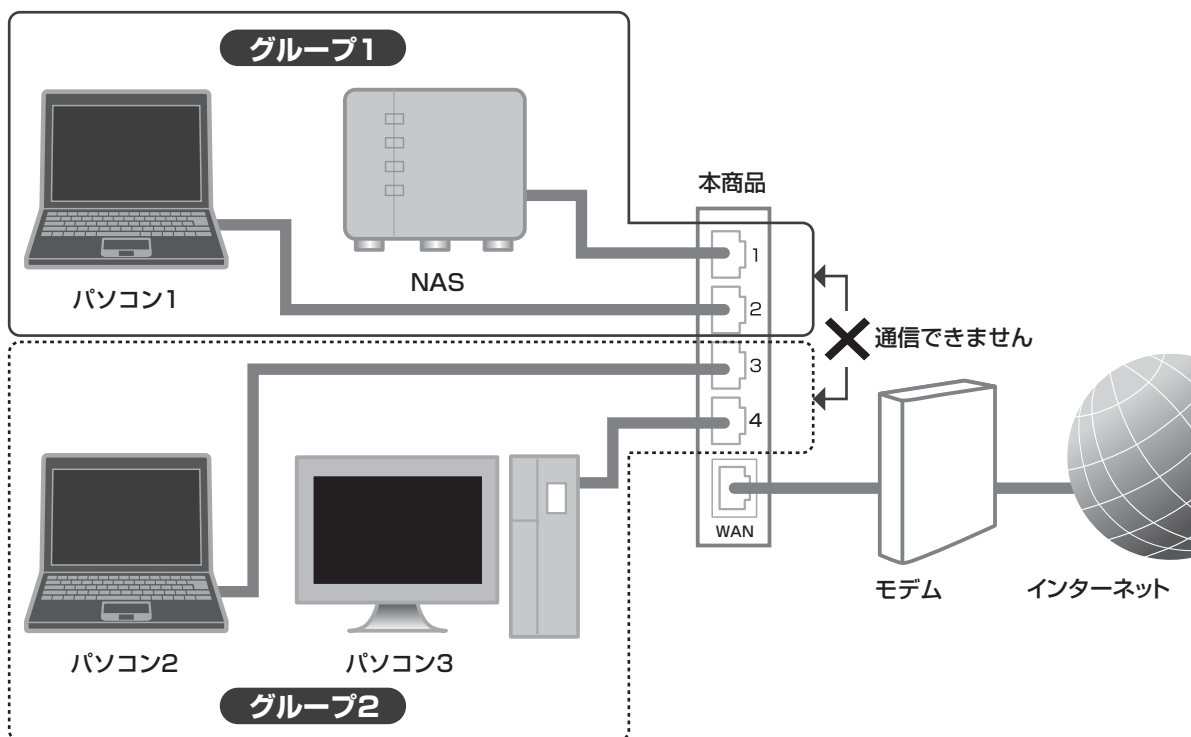 グループ1
本商品
1
NAS
パソコン1
2
通信できません
3
4
WAN
モデム
インターネット
パソコン2
パソコン3
グループ2